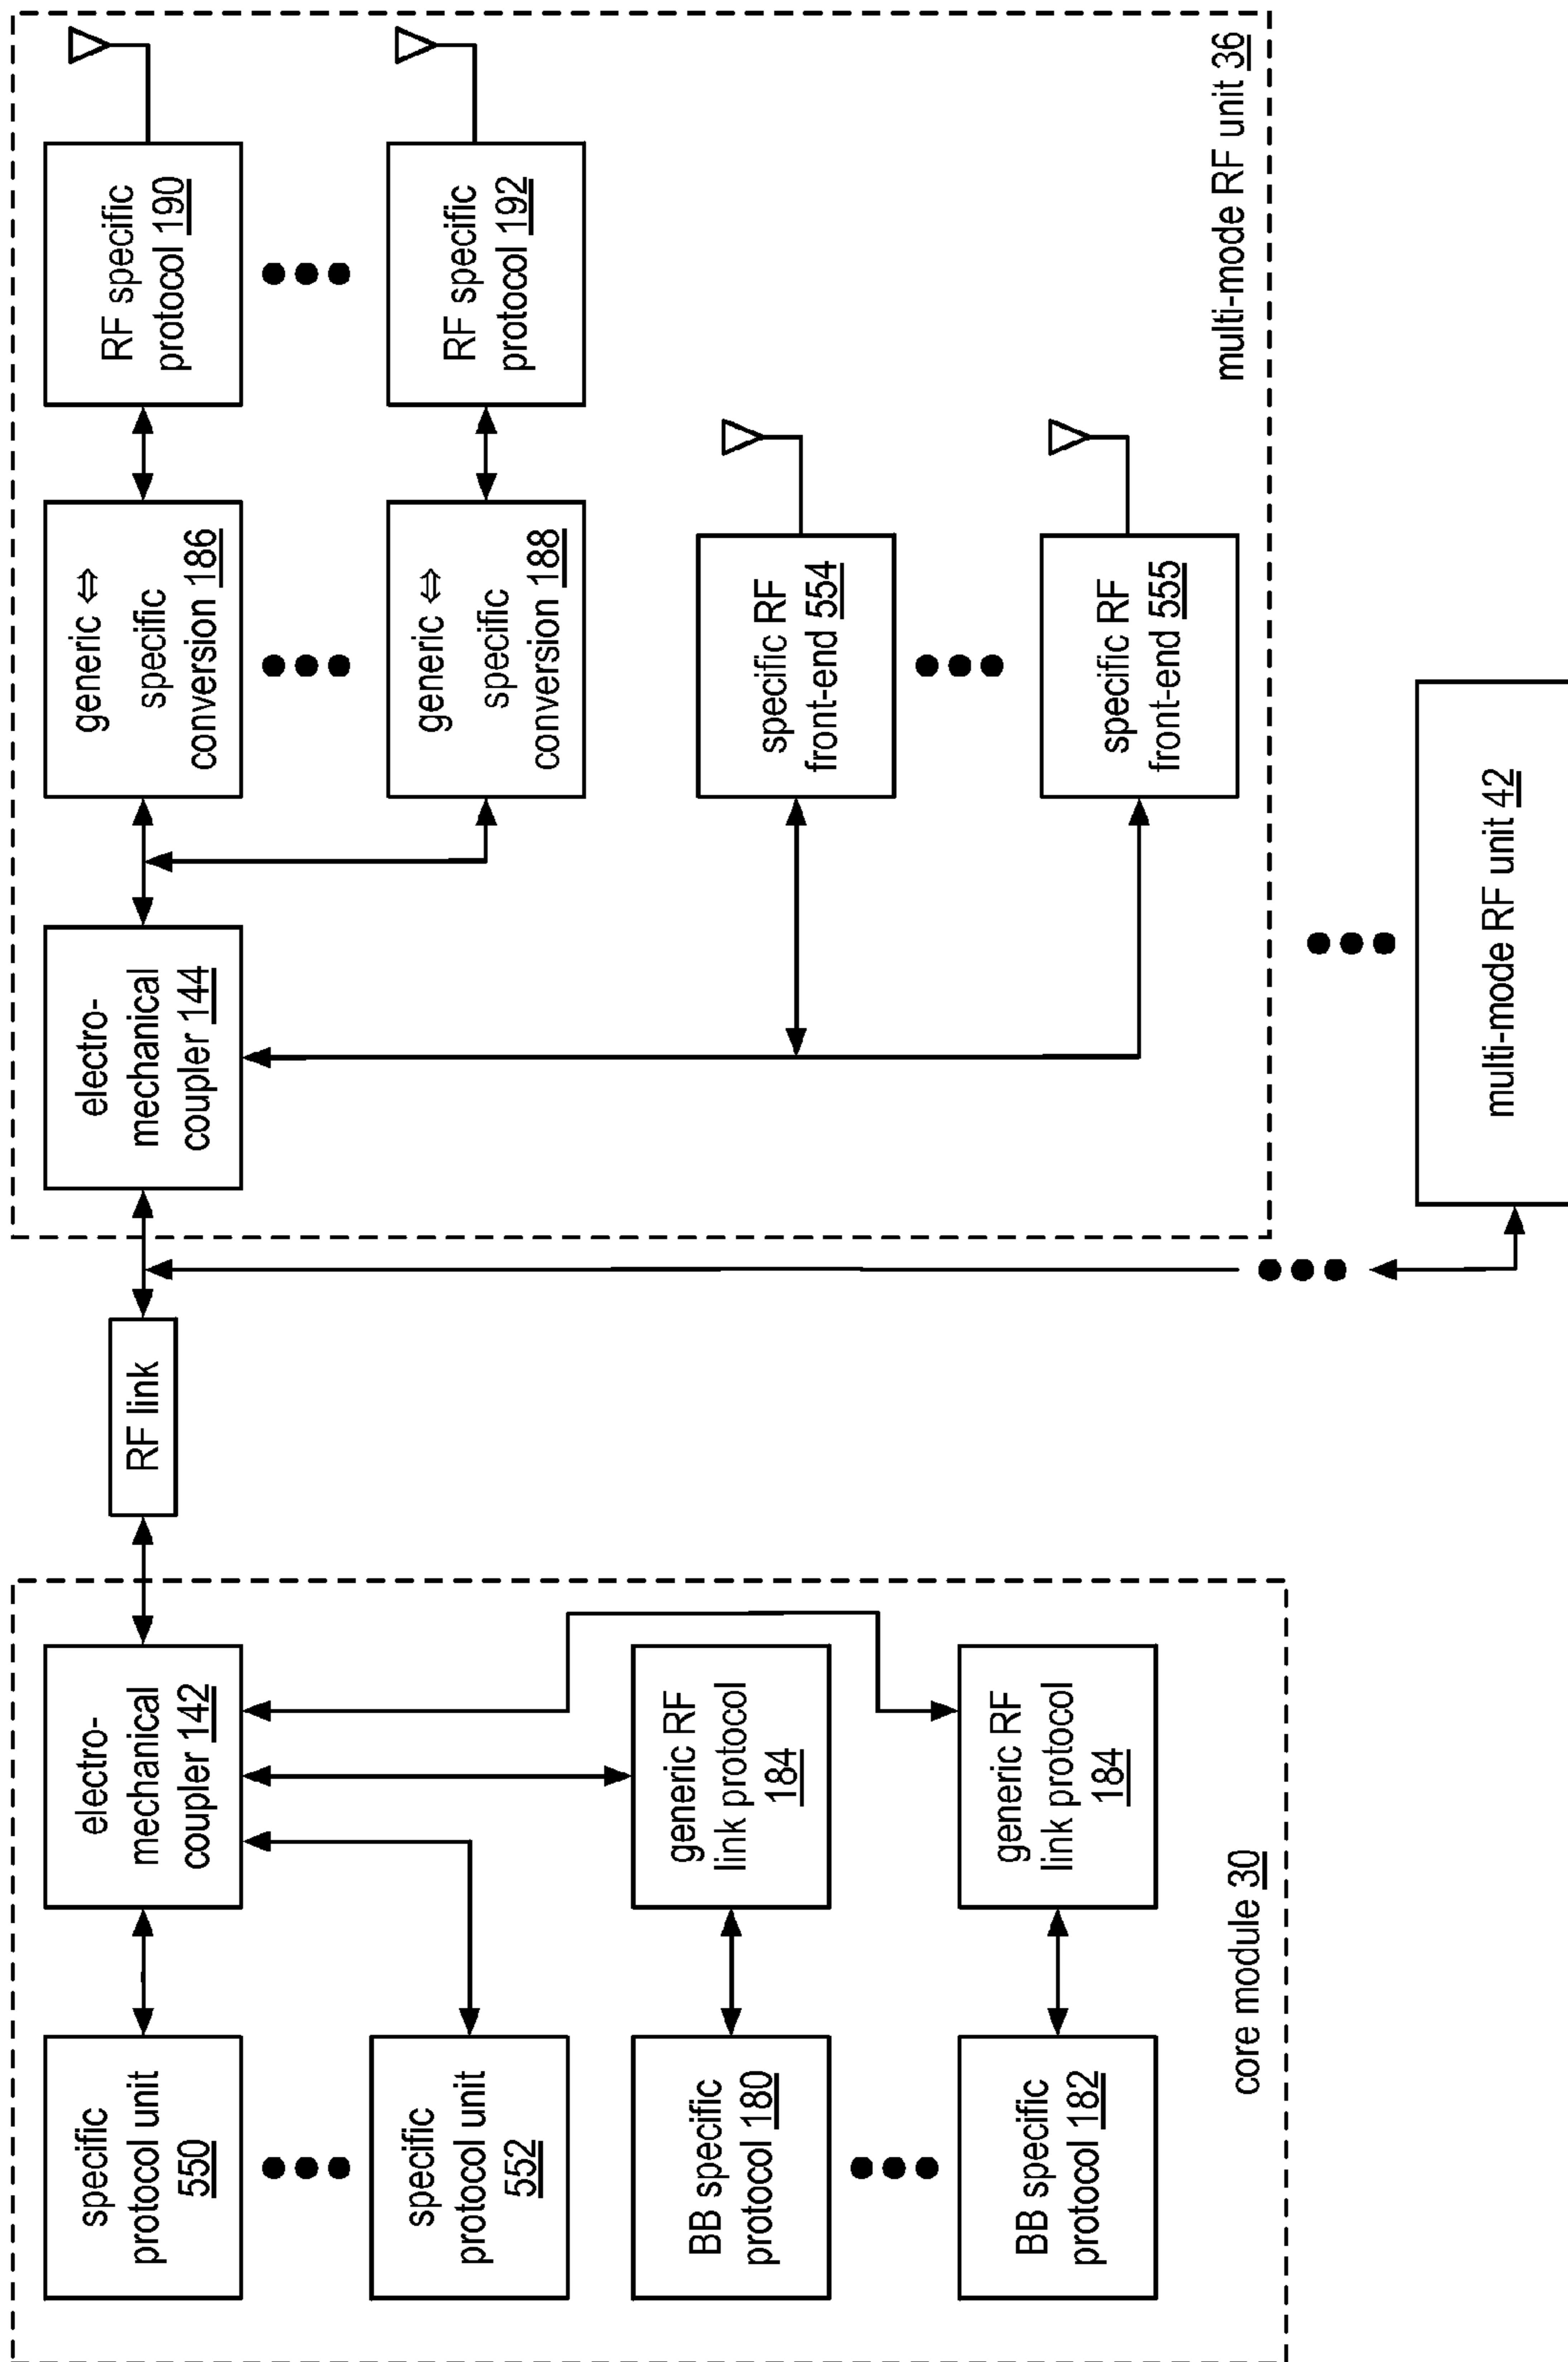 specific
protocol unit
550
specific
protocol unit
552
BB specific
protocol 180
BB specific
protocol 182
electro-
mechanical
coupler 142
generic RF
link protocol
184
generic RF
link protocol
184
core module 30
RF link
electro-
mechanical
coupler 144
generic ⇔
specific
conversion 186
generic ⇔
specific
conversion 188
RF specific
protocol 190
RF specific
protocol 192
specific RF
front-end 554
specific RF
front-end 555
multi-mode RF unit 36
multi-mode RF unit 42